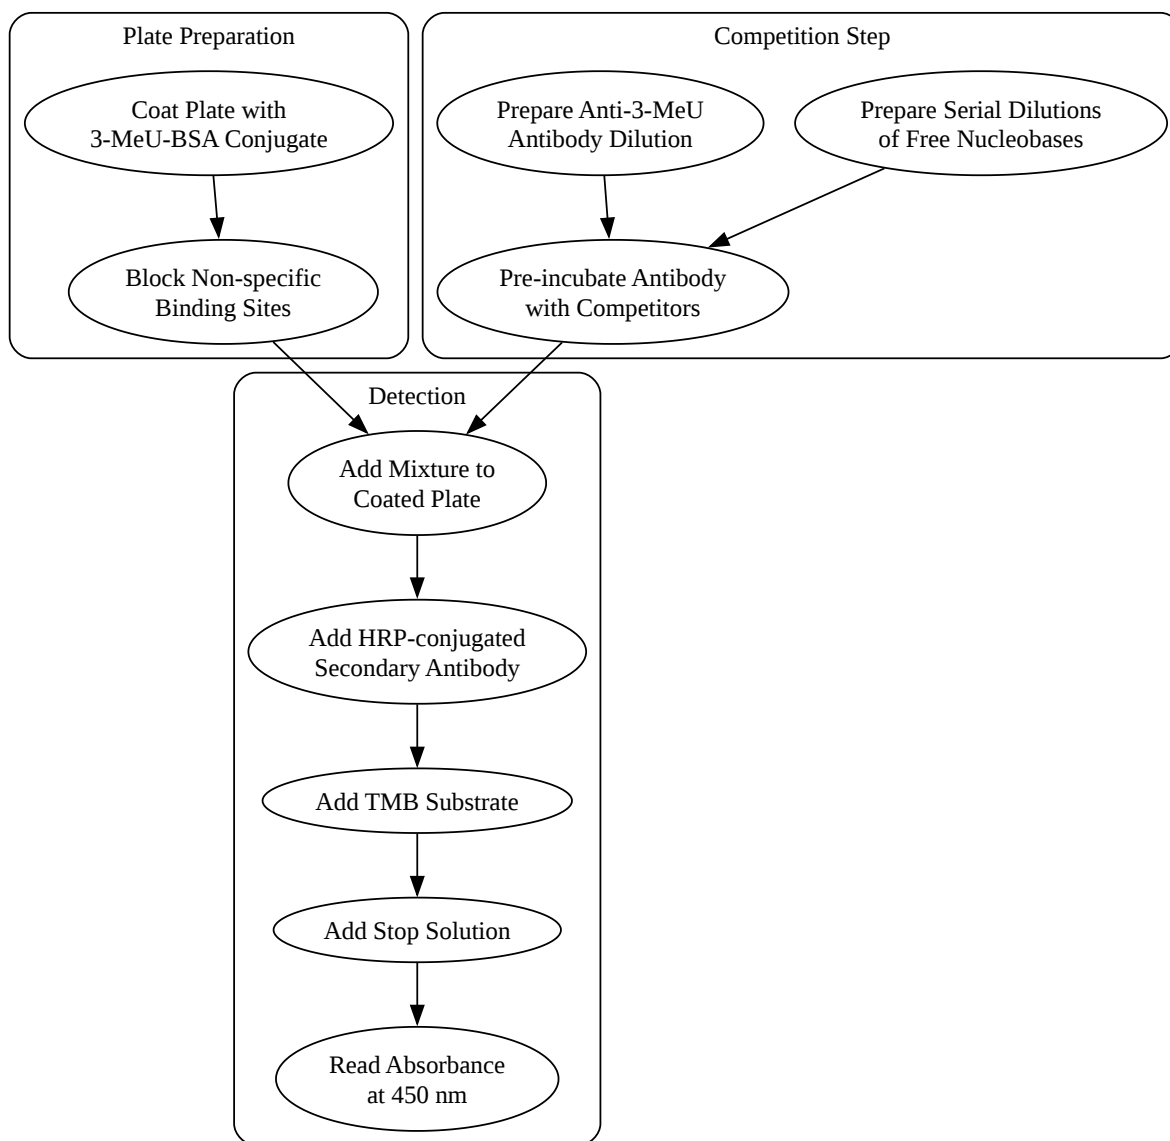 Plate Preparation
Coat Plate with
3-MeU-BSA Conjugate
Block Non-specific
Binding Sites
Competition Step
Prepare Anti-3-MeU
Antibody Dilution
Prepare Serial Dilutions
of Free Nucleobases
Pre-incubate Antibody
with Competitors
Detection
Add Mixture to
Coated Plate
Add HRP-conjugated
Secondary Antibody
Add TMB Substrate
Add Stop Solution
Read Absorbance
at 450 nm